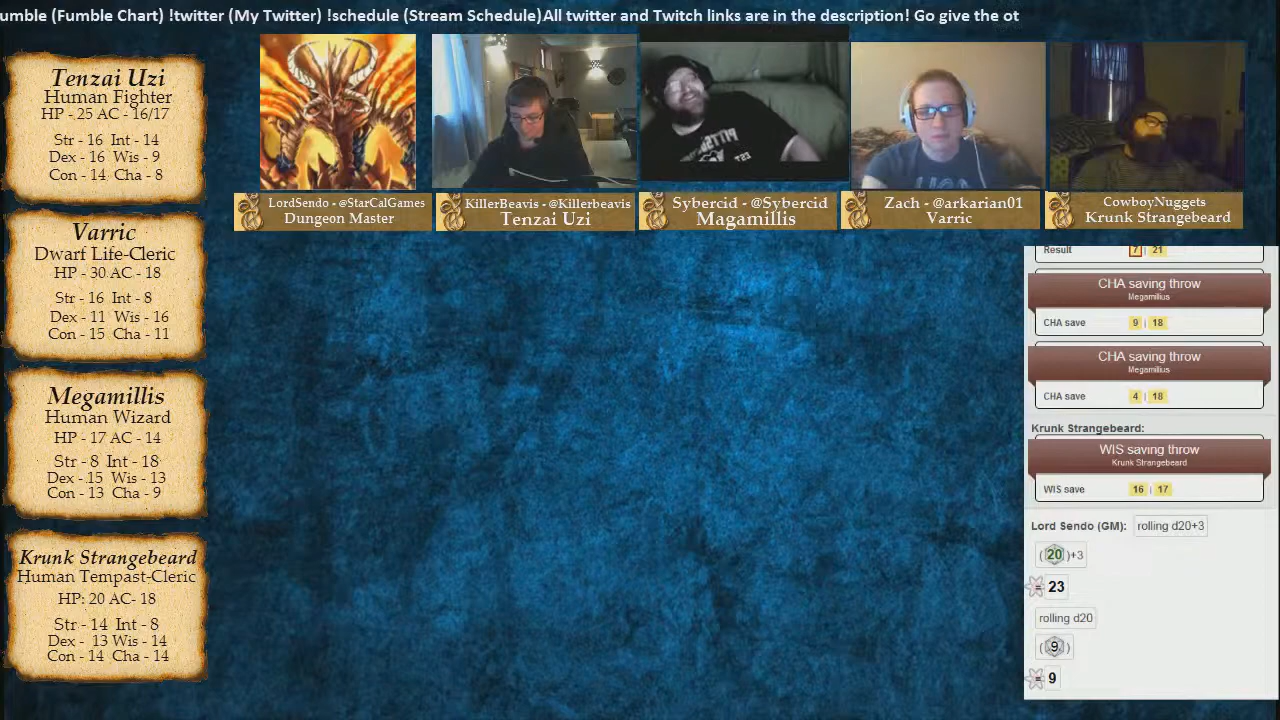 umble (Fumble Chart) !twitter (My Twitter) !schedule (Stream Schedule)All twitter and Twitch links are in the description! Go give the ot
Tenzai Uzi
Human Fighter
HP - 25 AC - 16/17
Str - 16 Int - 14
Dex - 16 Wis - 9
Con - 14 Cha - 8
Varric
Dwarf Life-Cleric
HP - 30 AC - 18
Str - 16 Int - 8
Dex - 11 Wis - 16
Con - 15 Cha - 11
Megamillis
Human Wizard
HP - 17 AC - 14
Str - 8 Int - 18
Dex - 15 Wis - 13
Con - 13 Cha - 9
Krunk Strangebeard
Human Tempast-Cleric
HP: 20 AC- 18
Str - 14 Int - 8
Dex - 13 Wis - 14
Con - 14 Cha - 14
LordSendo - @StarCalGames
Dungeon Master
KillerBeavis - @Killerbeavis
Tenzai Uzi
PITTSBU
Sybercid - @Sybercid
Magamillis
Zach - @arkarian01
Varric
CowboyNuggets
Krunk Strangebeard
Result 7 | 21
CHA saving throw
Megamillius
CHA save 9 | 18
CHA saving throw
Megamillius
CHA save 4 | 18
Krunk Strangebeard:
WIS saving throw
Krunk Strangebeard
WIS save 16 | 17
Lord Sendo (GM): rolling d20+3
(20)+3
= 23
rolling d20
(9)
= 9